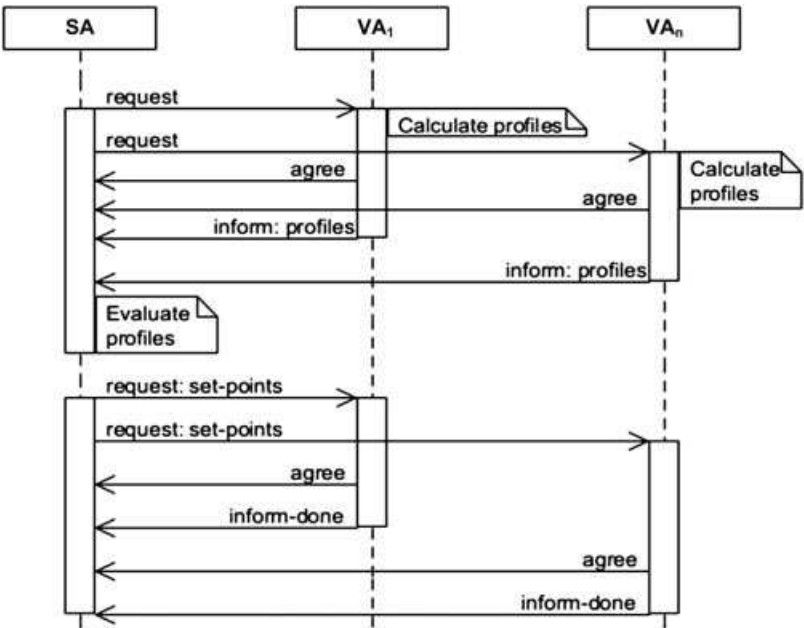 SA
VA₁
VAₙ
request
Calculate profiles
request
agree
Calculate
profiles
agree
inform: profiles
inform: profiles
Evaluate
profiles
request: set-points
request: set-points
agree
inform-done
agree
inform-done